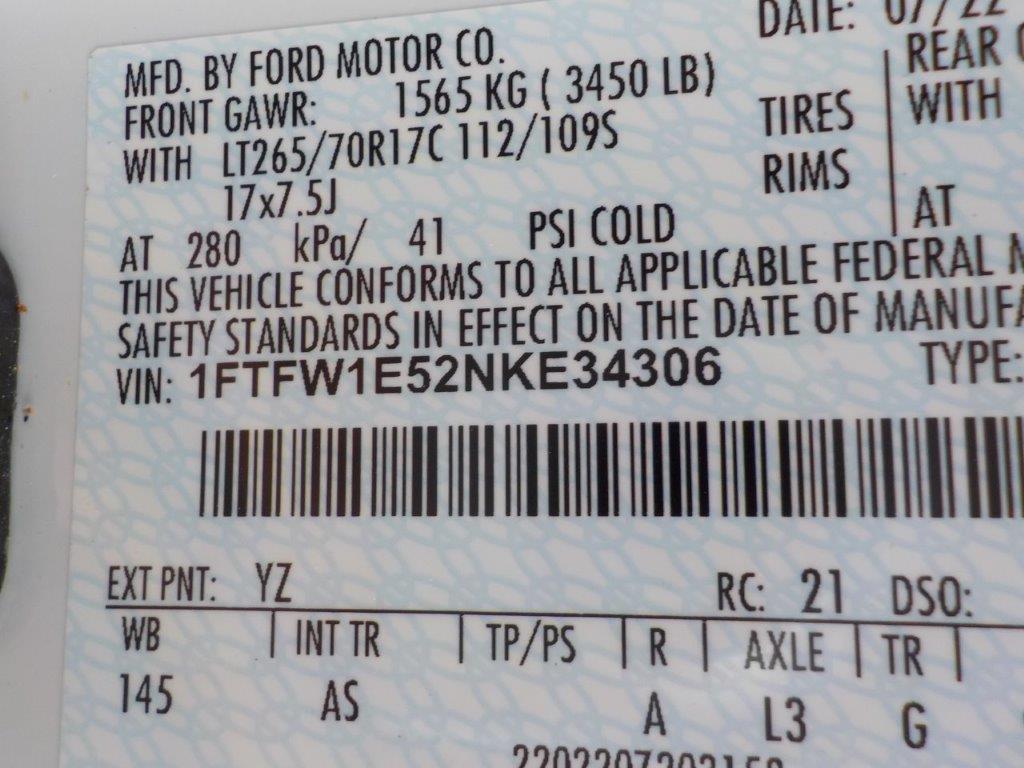 DATE: 07/22
MFD. BY FORD MOTOR CO.
FRONT GAWR: 1565 KG ( 3450 LB)
REAR
WITH LT265/70R17C 112/109S TIRES WITH
17x7.5J RIMS
AT 280 kPa/ 41 PSI COLD AT
THIS VEHICLE CONFORMS TO ALL APPLICABLE FEDERAL
SAFETY STANDARDS IN EFFECT ON THE DATE OF
VIN: 1FTFW1E52NKE34306 TYPE:
EXT PNT: YZ RC: 21 DSO:
WB INT TR TP/PS R AXLE TR
145 AS A L3 G